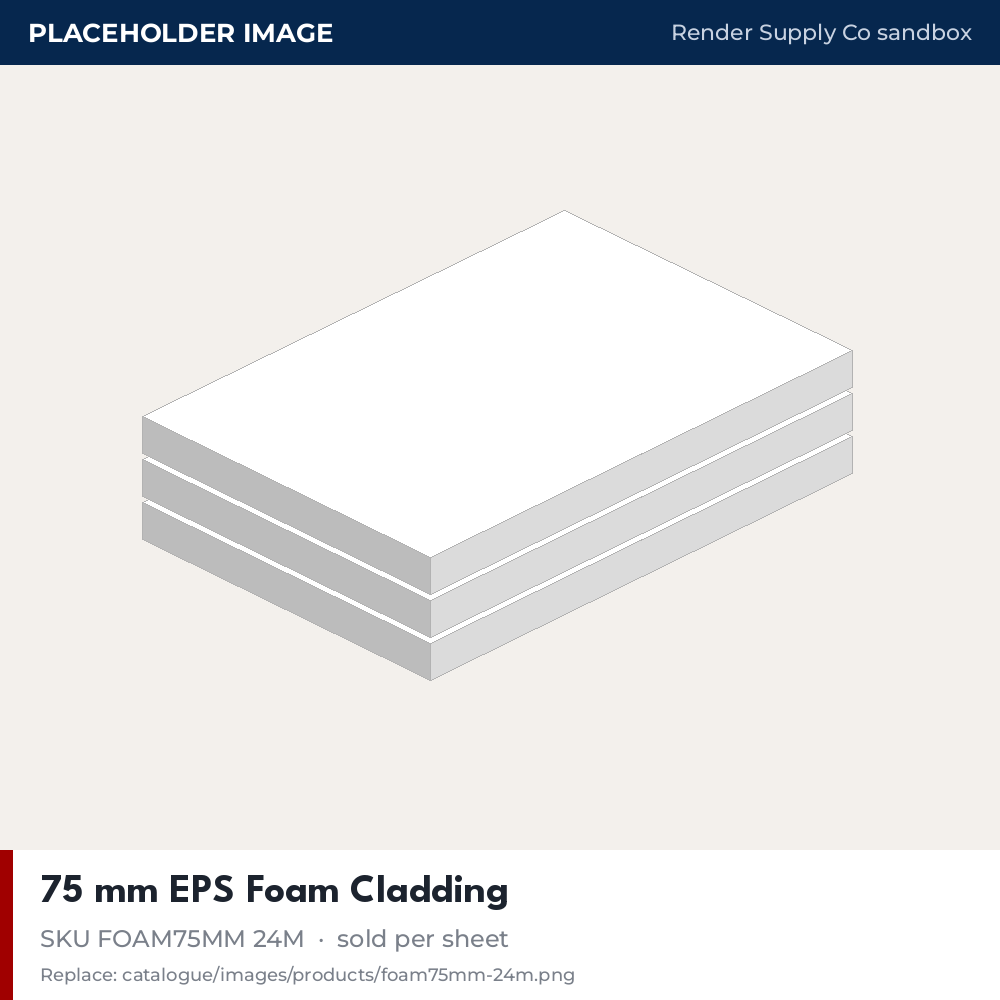 PLACEHOLDER IMAGE
Render Supply Co sandbox
75 mm EPS Foam Cladding
SKU FOAM75MM 24M · sold per sheet
Replace: catalogue/images/products/foam75mm-24m.png